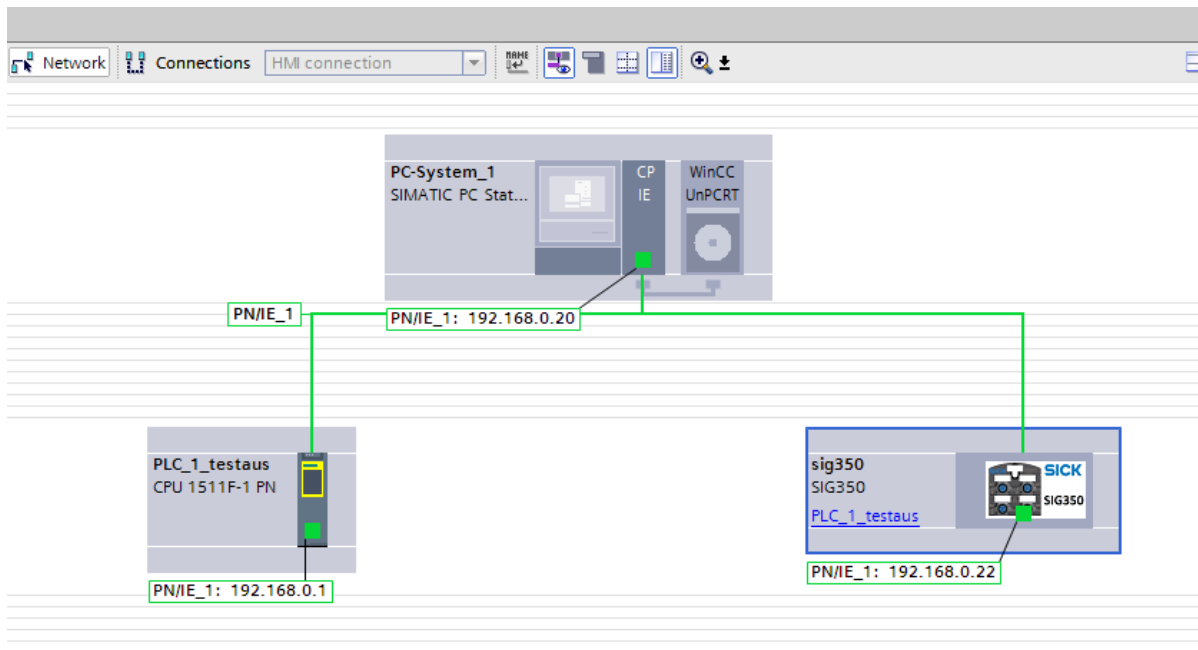 Network Connections HMI connection NAME
PC-System_1
SIMATIC PC Stat...
CP
IE
WinCC
UnPCRT
PN/IE_1
PN/IE_1: 192.168.0.20
PLC_1_testaus
CPU 1511F-1 PN
sig350
SIG350
PLC_1_testaus
SICK
SIG350
PN/IE_1: 192.168.0.22
PN/IE_1: 192.168.0.1